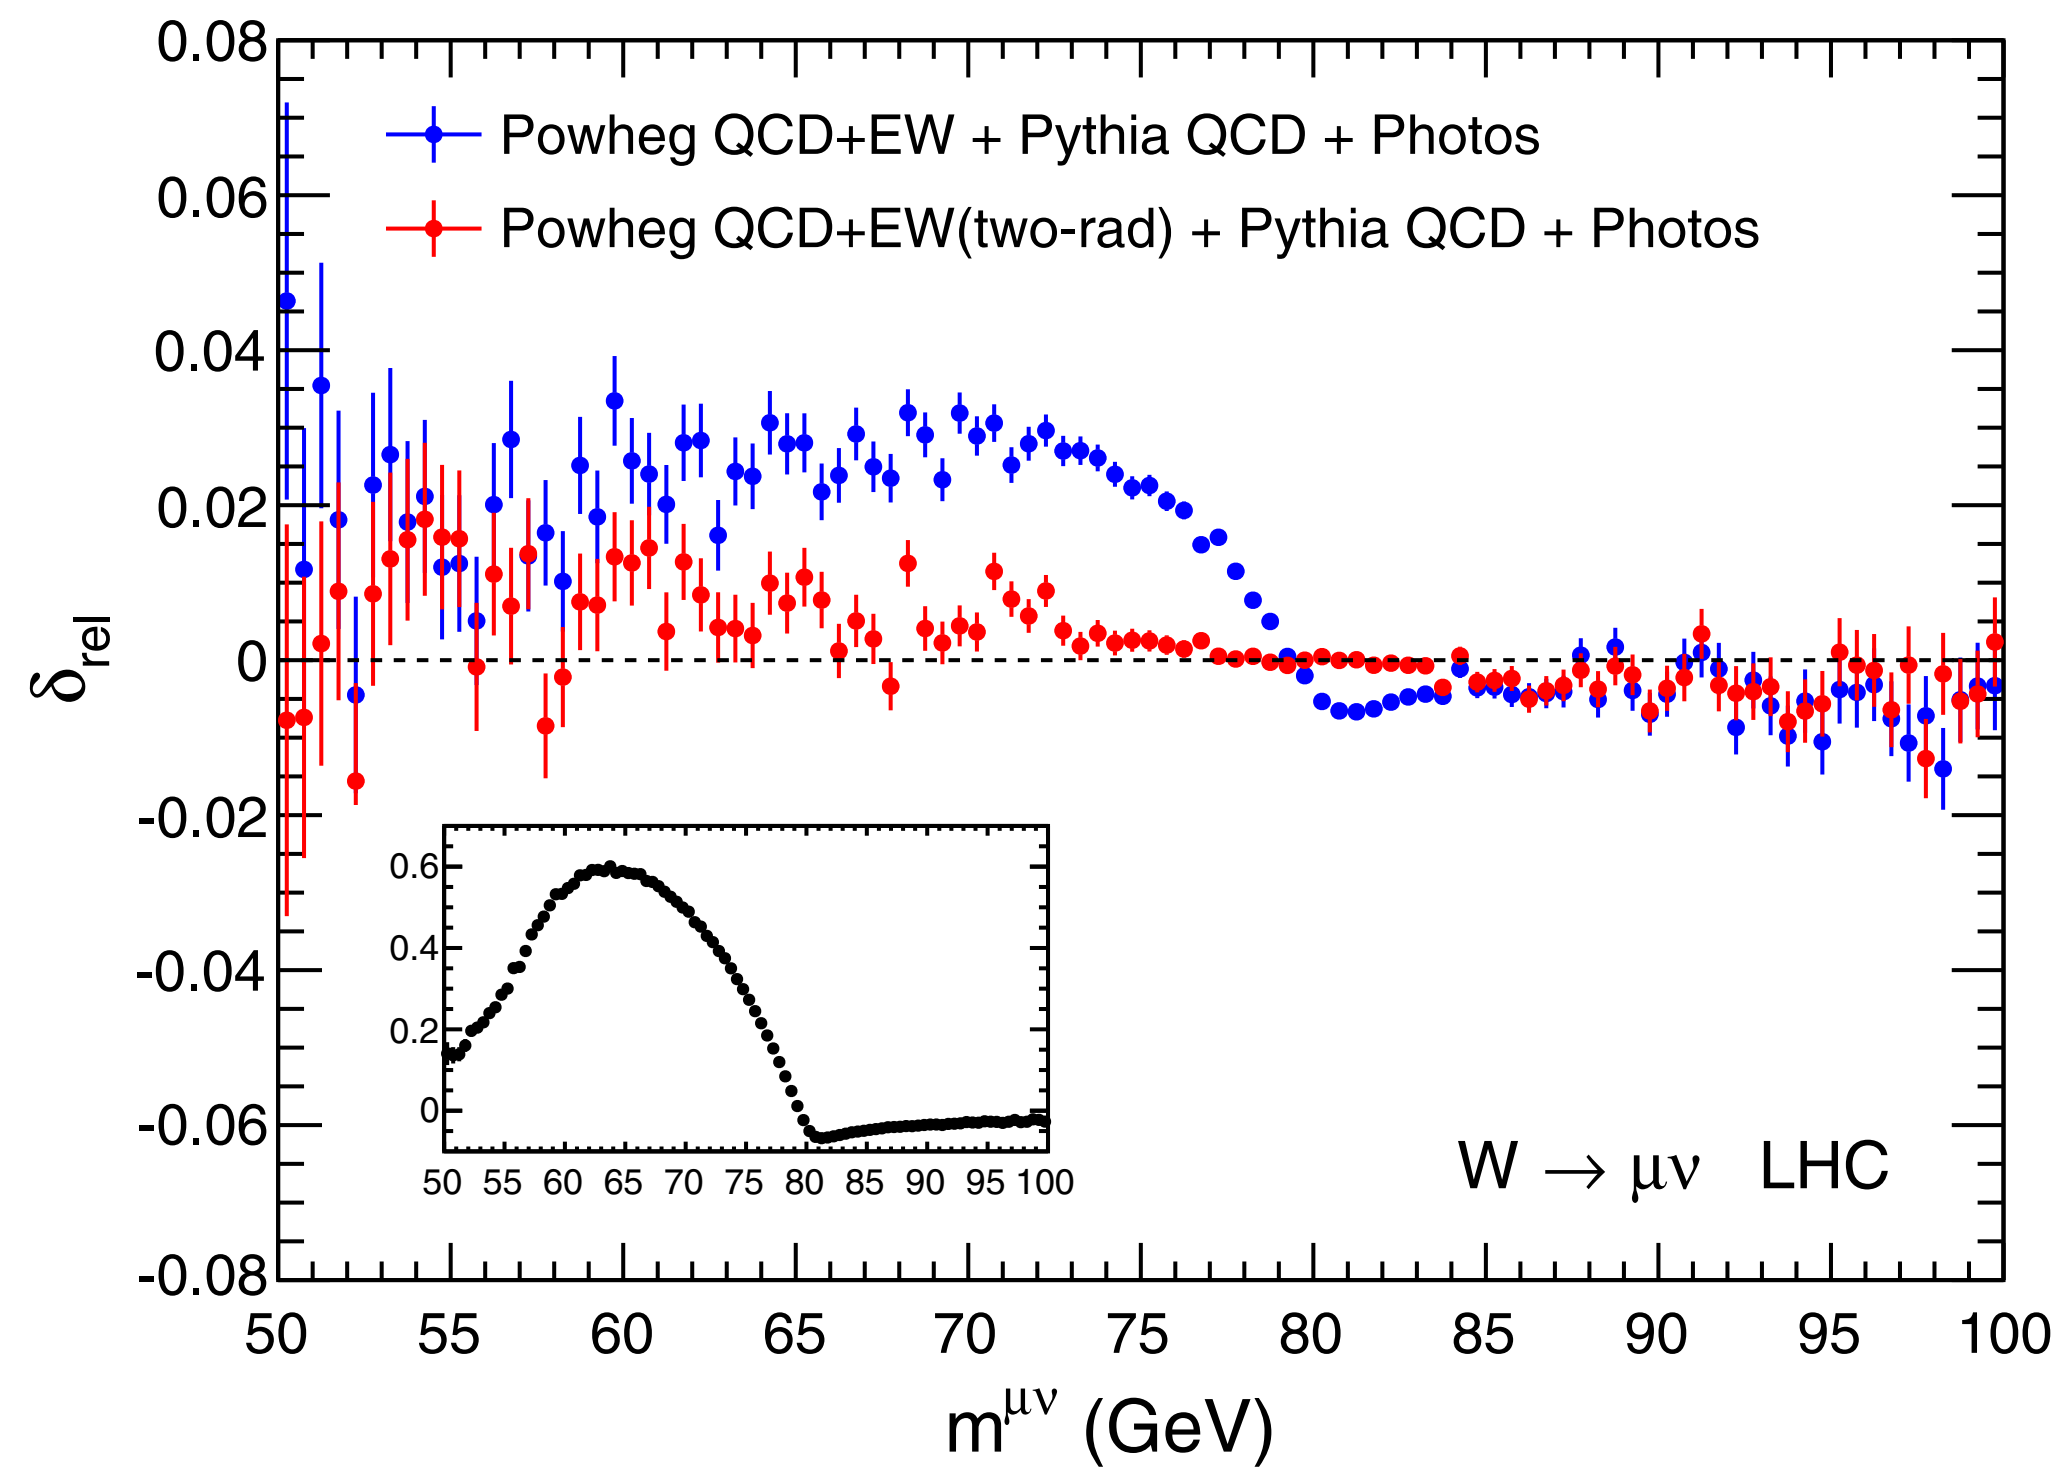 0.08
0.06
0.04
0.02
0
-0.02
-0.04
-0.06
-0.08
δrel
Powheg QCD+EW + Pythia QCD + Photos
Powheg QCD+EW(two-rad) + Pythia QCD + Photos
0.6
0.4
0.2
0
50 55 60 65 70 75 80 85 90 95 100
W → μν LHC
50 55 60 65 70 75 80 85 90 95 100
m^μν (GeV)